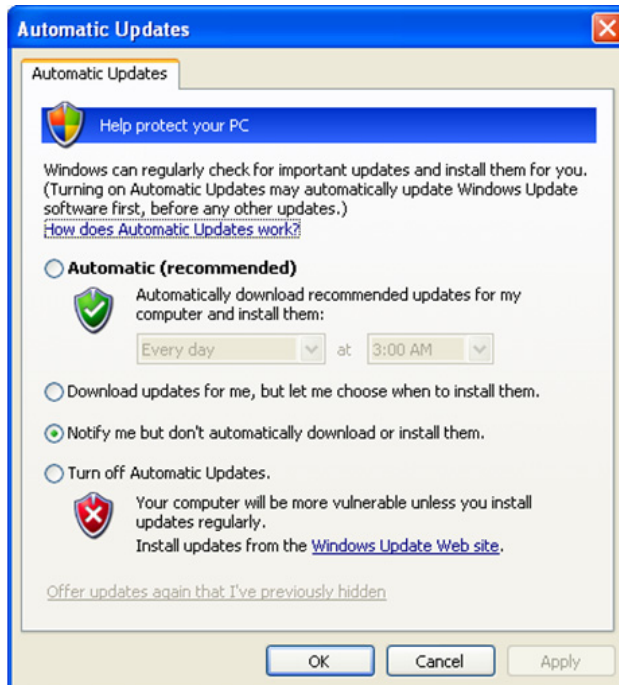 Automatic Updates
Automatic Updates
Help protect your PC
Windows can regularly check for important updates and install them for you.
(Turning on Automatic Updates may automatically update Windows Update
software first, before any other updates.)
How does Automatic Updates work?
Automatic (recommended)
Automatically download recommended updates for my
computer and install them:
Every day at 3:00 AM
Download updates for me, but let me choose when to install them.
Notify me but don't automatically download or install them.
Turn off Automatic Updates.
Your computer will be more vulnerable unless you install
updates regularly.
Install updates from the Windows Update Web site.
Offer updates again that I've previously hidden
OK Cancel Apply